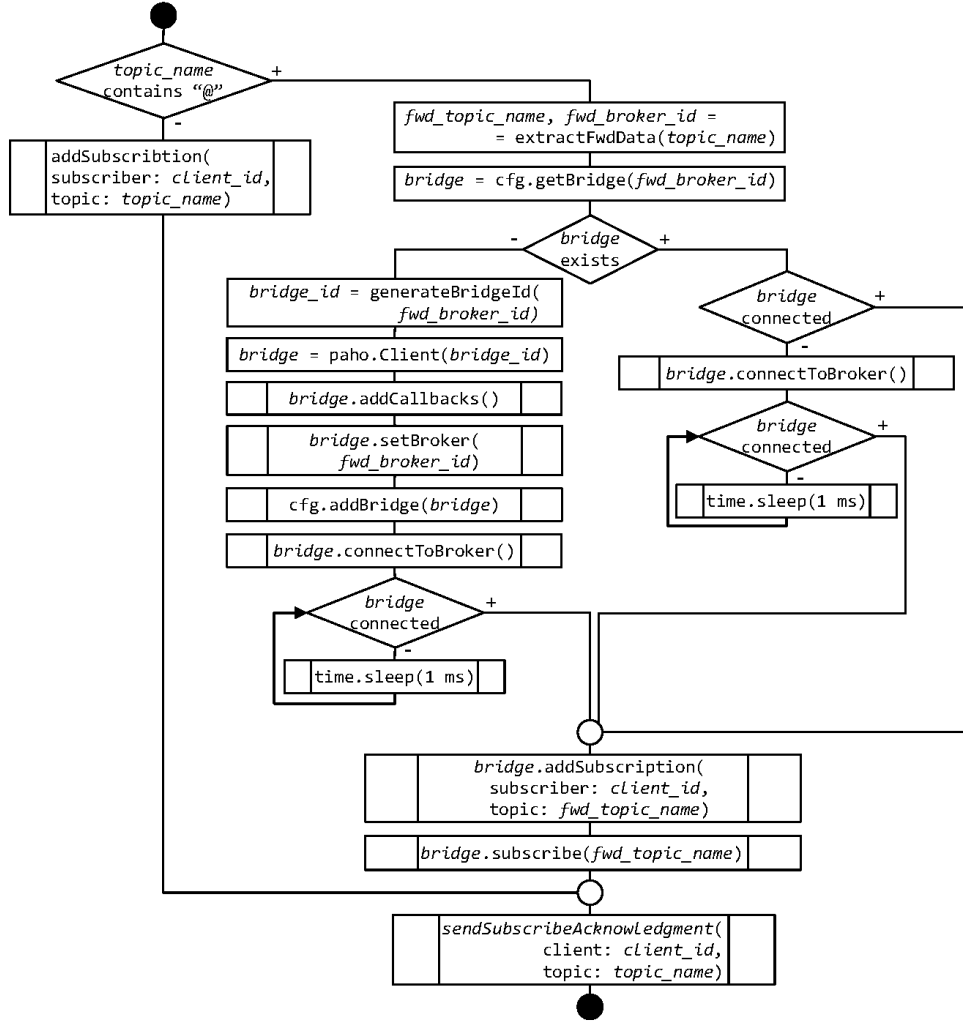 topic_name
contains “@”
+
-
addSubscribtion(
subscriber: client_id,
topic: topic_name)
fwd_topic_name, fwd_broker_id =
= extractFwdData(topic_name)
bridge = cfg.getBridge(fwd_broker_id)
bridge
exists
-
+
bridge_id = generateBridgeId(
fwd_broker_id)
bridge = paho.Client(bridge_id)
bridge.addCallbacks()
bridge.setBroker(
fwd_broker_id)
cfg.addBridge(bridge)
bridge.connectToBroker()
bridge
connected
+
-
time.sleep(1 ms)
bridge
connected
+
-
bridge.connectToBroker()
bridge
connected
+
-
time.sleep(1 ms)
bridge.addSubscription(
subscriber: client_id,
topic: fwd_topic_name)
bridge.subscribe(fwd_topic_name)
sendSubscribeAcknowledgment(
client: client_id,
topic: topic_name)